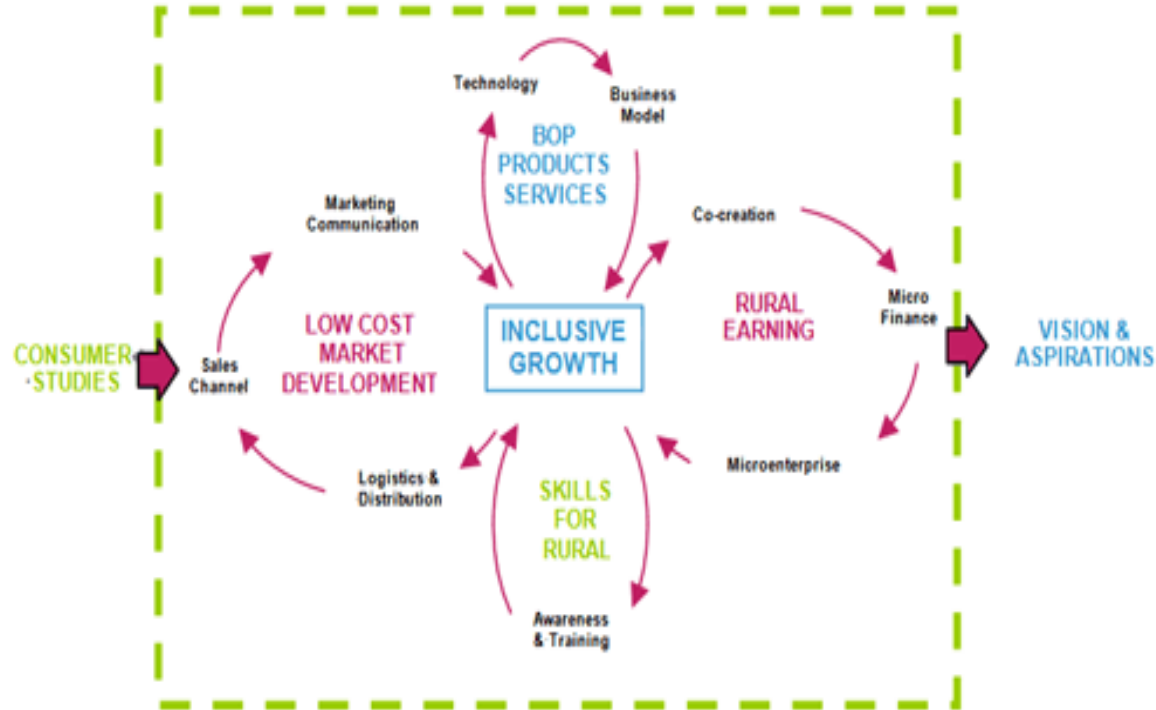 Technology
Business
Model
BOP
PRODUCTS
SERVICES
Marketing
Communication
Co-creation
Micro
Finance
RURAL
EARNING
LOW COST
MARKET
DEVELOPMENT
INCLUSIVE
GROWTH
CONSUMER
STUDIES
Sales
Channel
VISION &
ASPIRATIONS
Logistics &
Distribution
Microenterprise
SKILLS
FOR
RURAL
Awareness
& Training